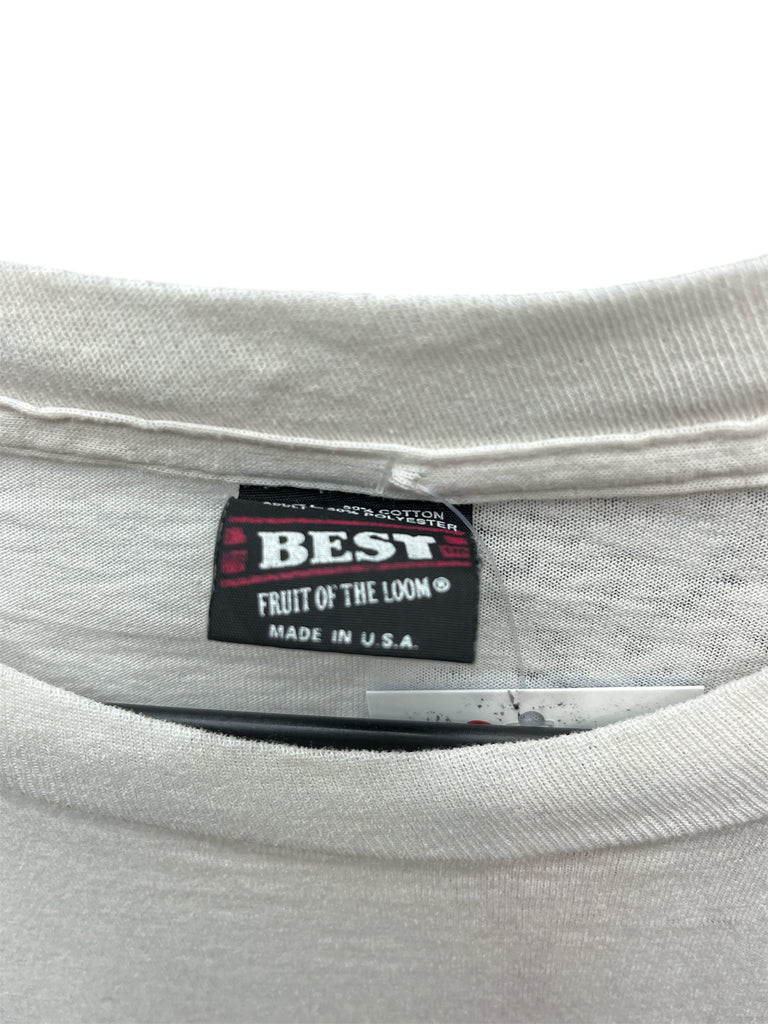 50% COTTON
50% POLYESTER
BEST
FRUIT OF THE LOOM®
MADE IN U.S.A.